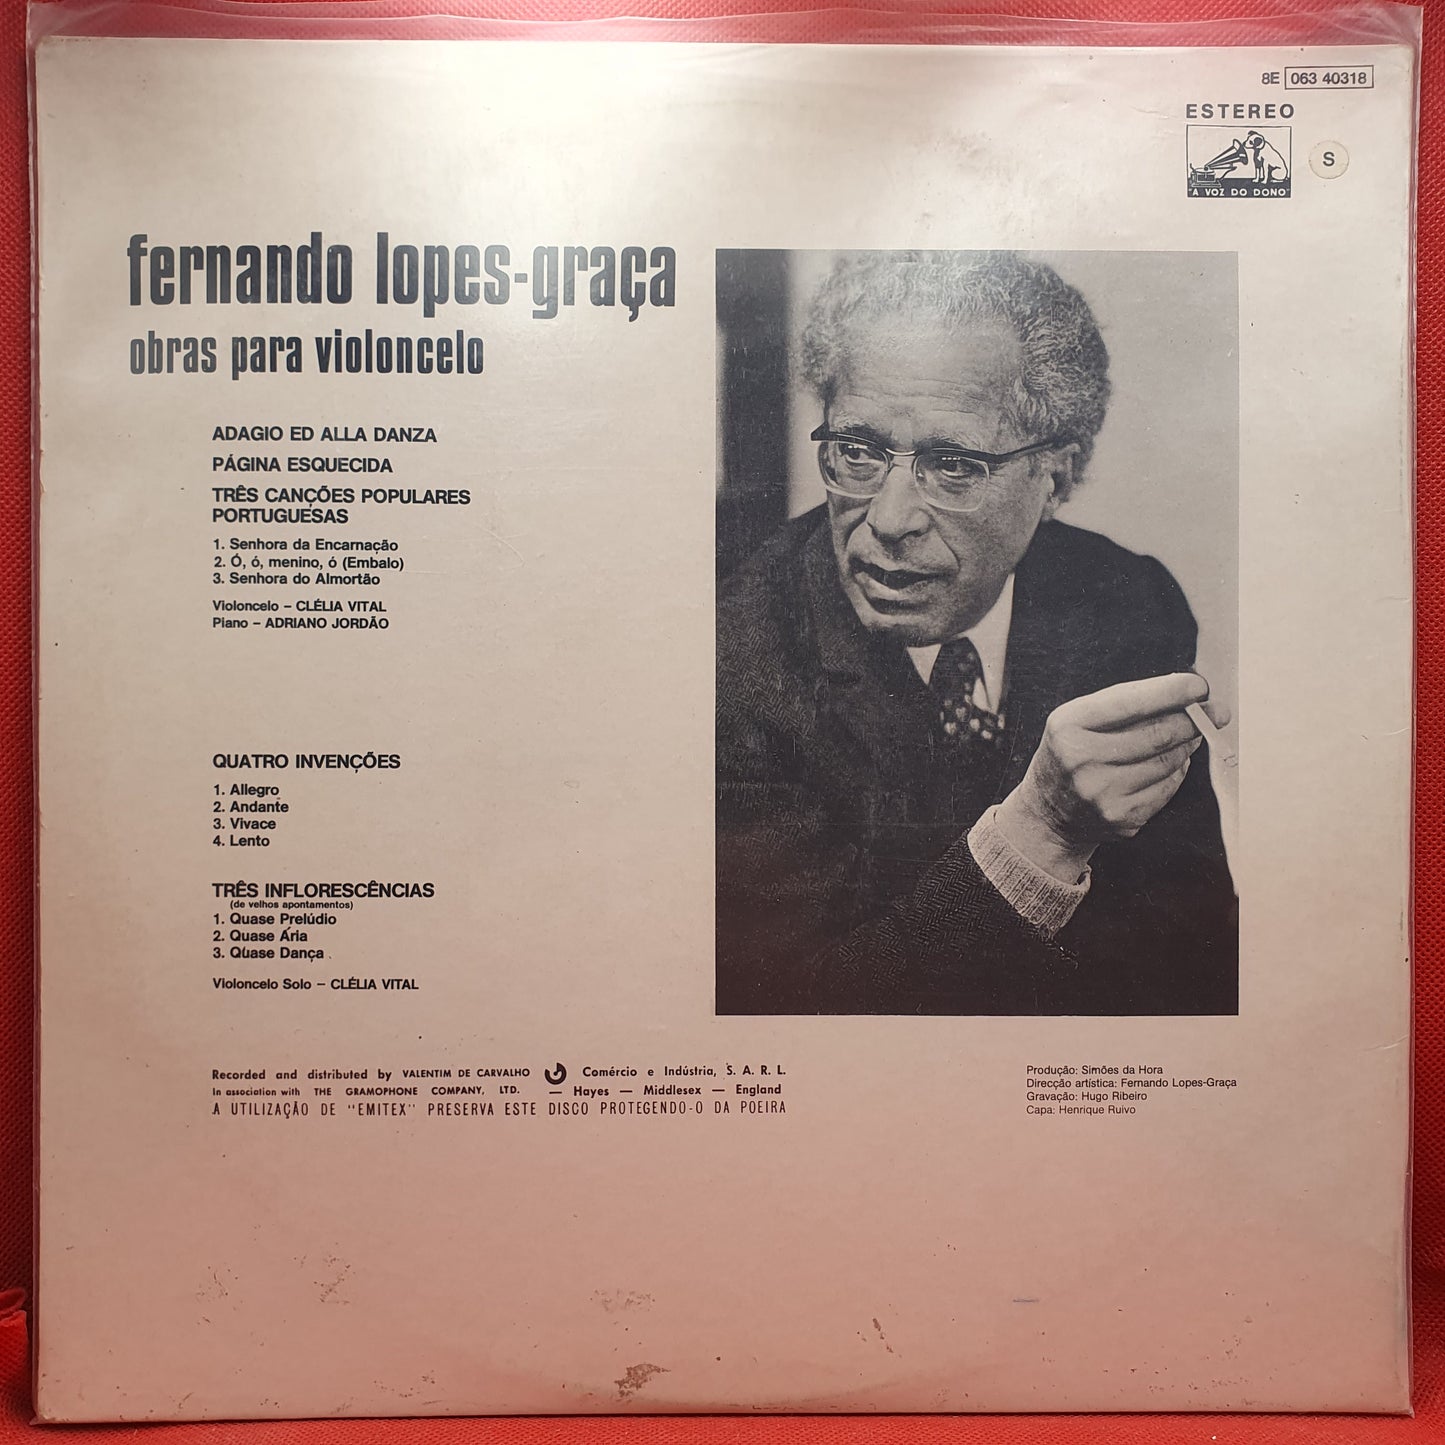 8E 063 40318
ESTEREO
"A VOZ DO DONO"
S
fernando lopes-graça
obras para violoncelo
ADAGIO ED ALLA DANZA
PÁGINA ESQUECIDA
TRÊS CANÇÕES POPULARES
PORTUGUESAS
1. Senhora da Encarnação
2. Ó, ó, menino, ó (Embalo)
3. Senhora do Almortão
Violoncelo – CLÉLIA VITAL
Piano – ADRIANO JORDÃO
QUATRO INVENÇÕES
1. Allegro
2. Andante
3. Vivace
4. Lento
TRÊS INFLORESCÊNCIAS
(de velhos apontamentos)
1. Quase Prelúdio
2. Quase Ária
3. Quase Dança
Violoncelo Solo – CLÉLIA VITAL
Recorded and distributed by VALENTIM DE CARVALHO Comércio e Indústria, S. A. R. L.
In association with THE GRAMOPHONE COMPANY, LTD. — Hayes — Middlesex — England
A UTILIZAÇÃO DE "EMITEX" PRESERVA ESTE DISCO PROTEGENDO-O DA POEIRA
Produção: Simões da Hora
Direcção artística: Fernando Lopes-Graça
Gravação: Hugo Ribeiro
Capa: Henrique Ruivo